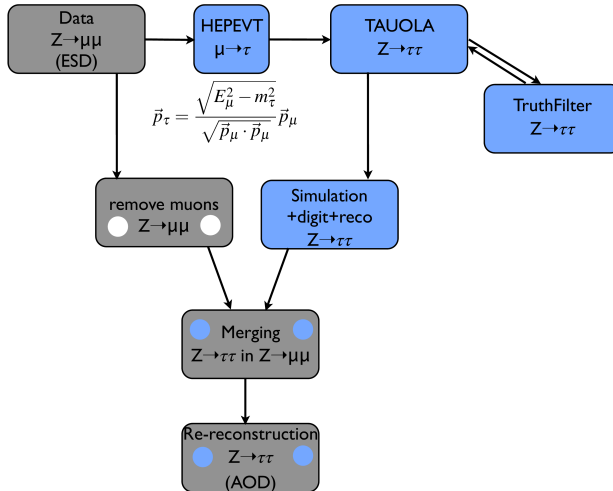 Data
Z→μμ
(ESD)
HEPEVT
μ→τ
TAUOLA
Z→ττ
TruthFilter
Z→ττ
p⃗_τ = √(E_μ² − m_τ²) / √(p⃗_μ · p⃗_μ) p⃗_μ
remove muons
Z→μμ
Simulation
+digit+reco
Z→ττ
Merging
Z→ττ in Z→μμ
Re-reconstruction
Z→ττ
(AOD)